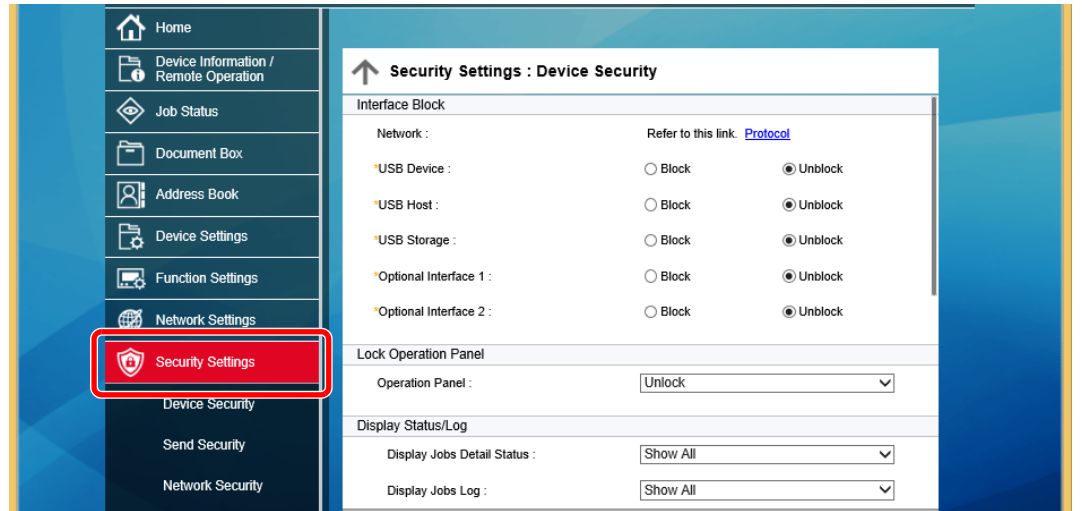 Home
Device Information /
Remote Operation
Job Status
Document Box
Address Book
Device Settings
Function Settings
Network Settings
Security Settings
Device Security
Send Security
Network Security
Security Settings : Device Security
Interface Block
Network : Refer to this link. Protocol
*USB Device : Block Unblock
*USB Host : Block Unblock
*USB Storage : Block Unblock
*Optional Interface 1 : Block Unblock
*Optional Interface 2 : Block Unblock
Lock Operation Panel
Operation Panel : Unlock
Display Status/Log
Display Jobs Detail Status : Show All
Display Jobs Log : Show All